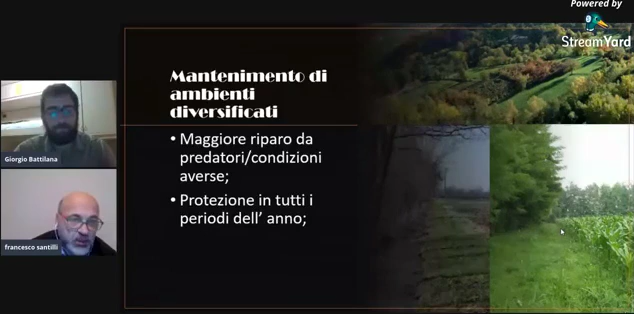 Powered by
StreamYard
Mantenimento di
ambienti
diversificati
• Maggiore riparo da
predatori/condizioni
averse;
• Protezione in tutti i
periodi dell’ anno;
Giorgio Battilana
francesco santilli